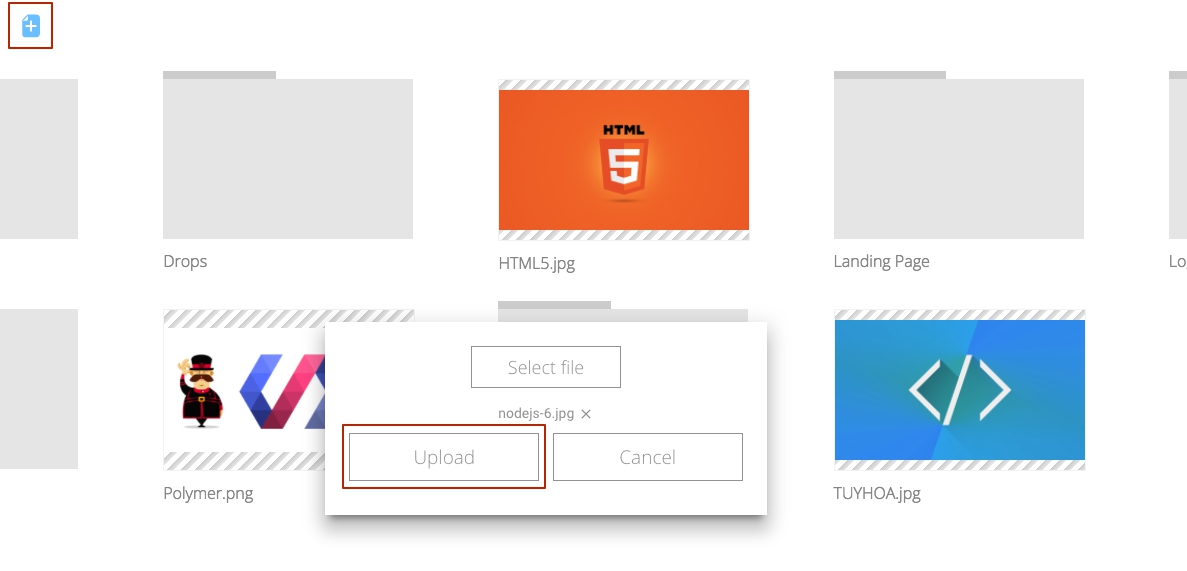 HTML
5
Drops
HTML5.jpg
Landing Page
Lo
Select file
nodejs-6.jpg
Upload
Cancel
Polymer.png
TUYHOA.jpg